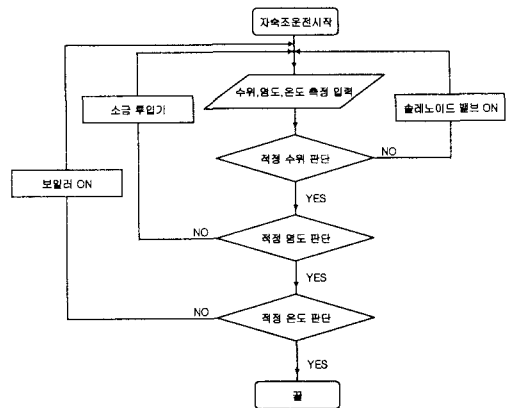 자숙조운전시작
수위,염도,온도 측정 입력
소금 투입기
솔레노이드 밸브 ON
적정 수위 판단
NO
보일러 ON
YES
NO
적정 염도 판단
YES
NO
적정 온도 판단
YES
끝